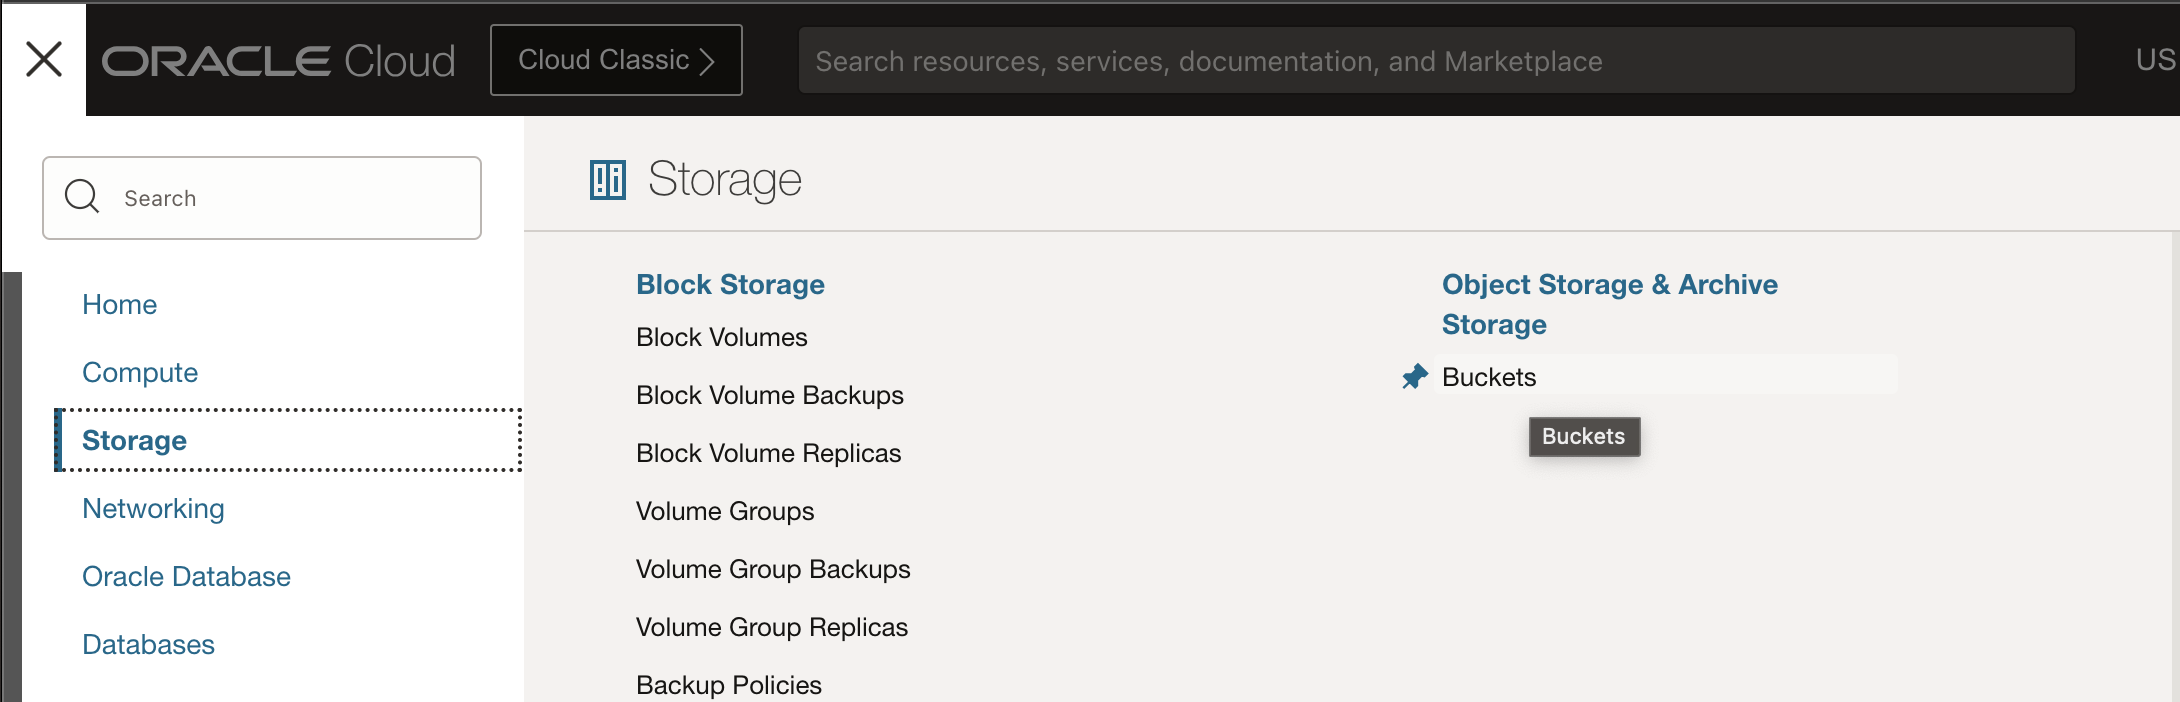 ORACLE Cloud
Cloud Classic
Search resources, services, documentation, and Marketplace
US
Search
Home
Compute
Storage
Networking
Oracle Database
Databases
Storage
Block Storage
Block Volumes
Block Volume Backups
Block Volume Replicas
Volume Groups
Volume Group Backups
Volume Group Replicas
Backup Policies
Object Storage & Archive
Storage
Buckets
Buckets